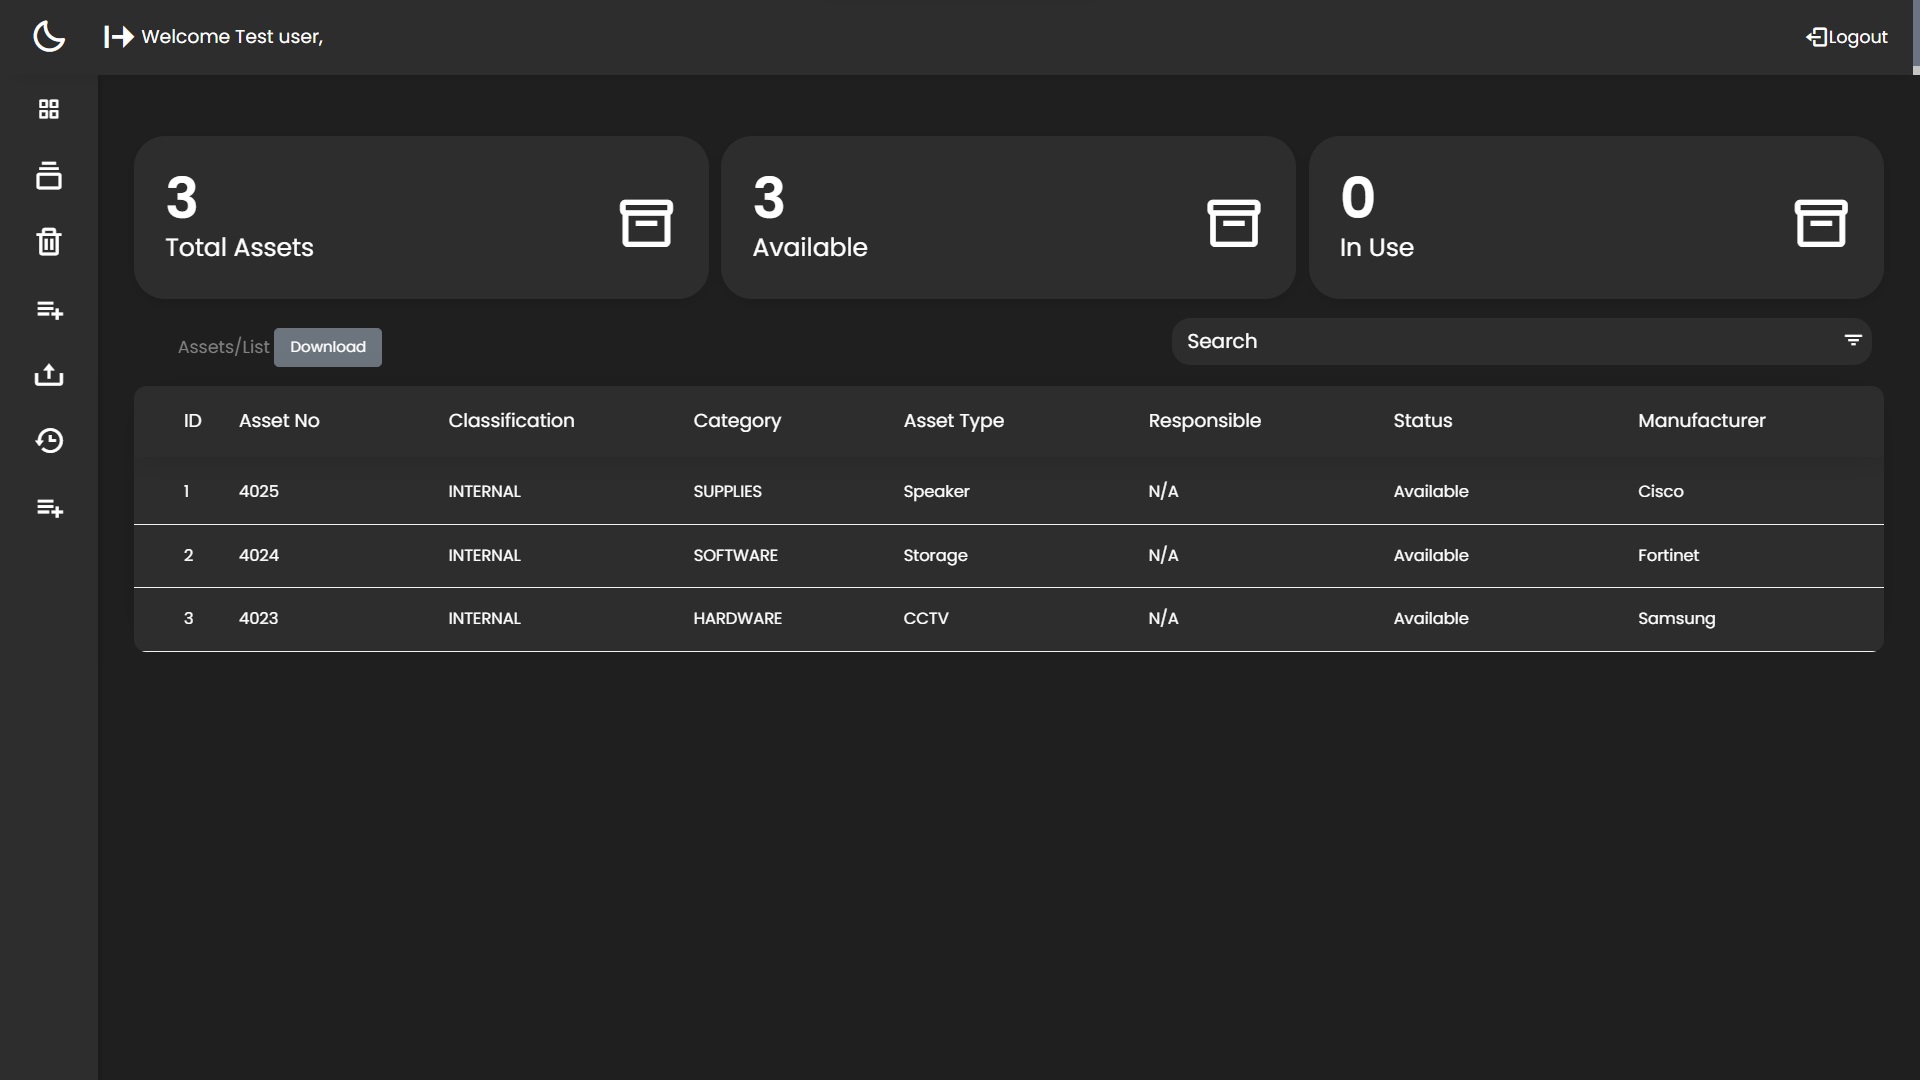 Welcome Test user,
Logout
3
Total Assets
3
Available
0
In Use
Assets/List
Download
Search
ID Asset No Classification Category Asset Type Responsible Status Manufacturer
1 4025 INTERNAL SUPPLIES Speaker N/A Available Cisco
2 4024 INTERNAL SOFTWARE Storage N/A Available Fortinet
3 4023 INTERNAL HARDWARE CCTV N/A Available Samsung